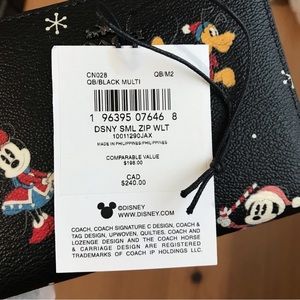 CN028
QB/BLACK MULTI QB/M2
1 96395 07646 8
DSNY SML ZIP WLT
10011290JAX
MADE IN PHILIPPINES/PHILIPPINES
COMPARABLE VALUE
$198.00
CAD
$240.00
©DISNEY
WWW.DISNEY.COM
COACH, COACH SIGNATURE C DESIGN, COACH &
TAG DESIGN, UPWOVEN, QUILTIES, COACH AND
LOZENGE DESIGN AND THE COACH HORSE
& CARRIAGE DESIGN ARE REGISTERED
TRADEMARKS OF COACH IP HOLDINGS LLC.